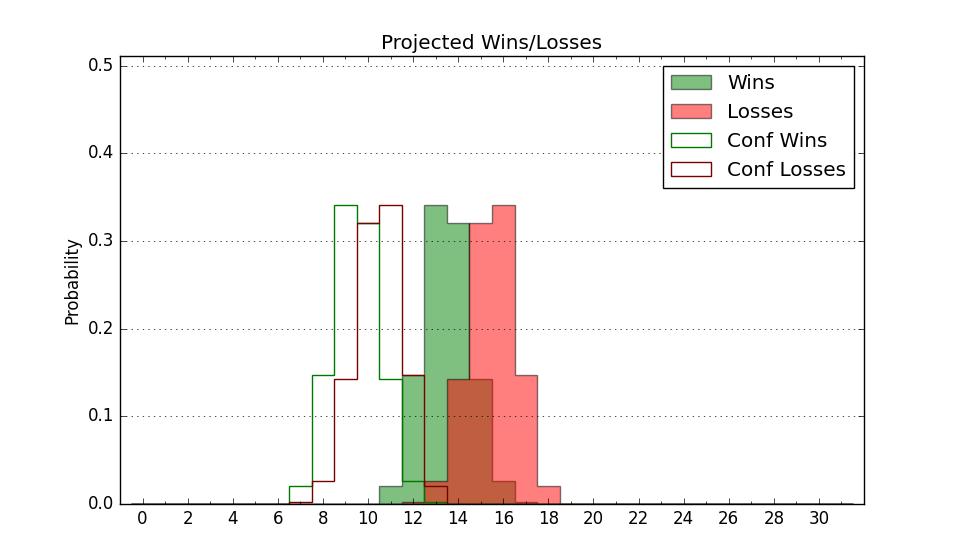 Projected Wins/Losses
Probability
0.5
0.4
0.3
0.2
0.1
0.0
0 2 4 6 8 10 12 14 16 18 20 22 24 26 28 30
Wins
Losses
Conf Wins
Conf Losses